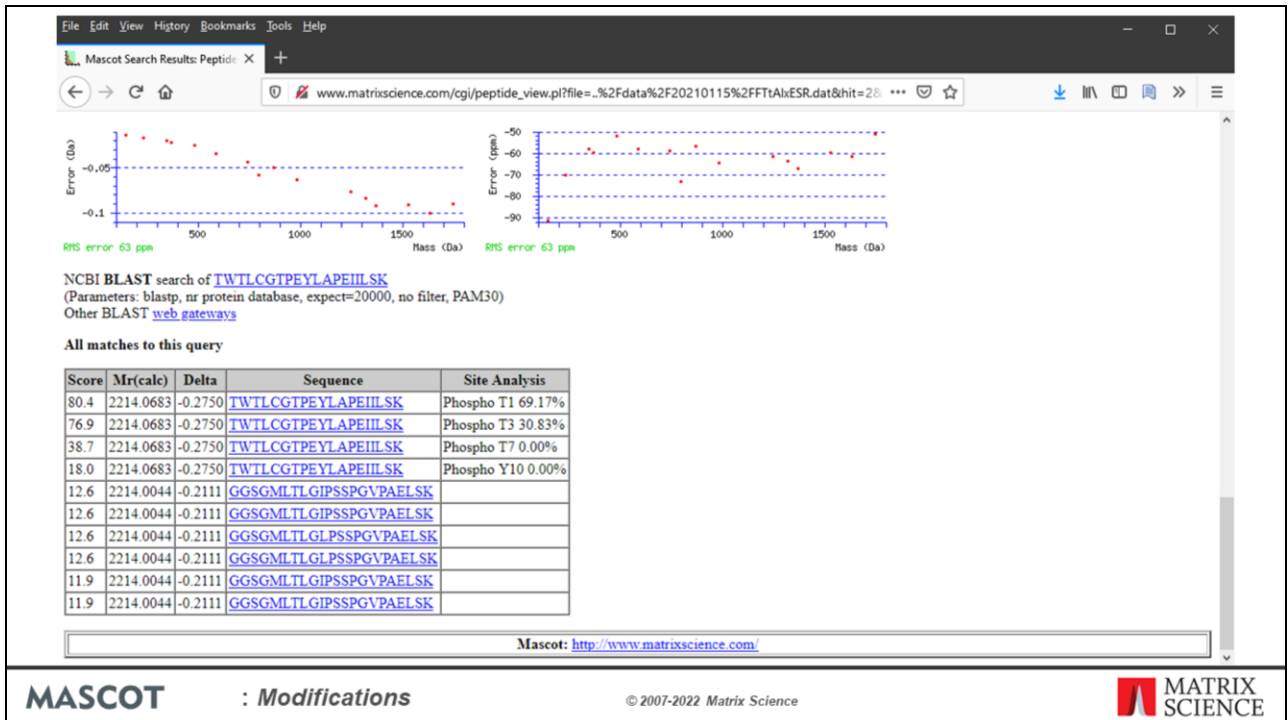 File Edit View History Bookmarks Tools Help
Mascot Search Results: Peptide
www.matrixscience.com/cgi/peptide_view.pl?file=..%2Fdata%2F20210115%2FFTtAlxESR.dat&hit=28
Error (Da)
-0.05
-0.1
500 1000 1500
RMS error 63 ppm Mass (Da)
Error (ppm)
-50
-60
-70
-80
-90
500 1000 1500
RMS error 63 ppm Mass (Da)
NCBI BLAST search of TWTLCGTPEYLAPEIILSK
(Parameters: blastp, nr protein database, expect=20000, no filter, PAM30)
Other BLAST web gateways
All matches to this query
Score Mr(calc) Delta Sequence Site Analysis
80.4 2214.0683 -0.2750 TWTLCGTPEYLAPEIILSK Phospho T1 69.17%
76.9 2214.0683 -0.2750 TWTLCGTPEYLAPEIILSK Phospho T3 30.83%
38.7 2214.0683 -0.2750 TWTLCGTPEYLAPEIILSK Phospho T7 0.00%
18.0 2214.0683 -0.2750 TWTLCGTPEYLAPEIILSK Phospho Y10 0.00%
12.6 2214.0044 -0.2111 GGSGMLTLGIPSSPGVPAELSK
12.6 2214.0044 -0.2111 GGSGMLTLGIPSSPGVPAELSK
12.6 2214.0044 -0.2111 GGSGMLTLGLPSSPGVPAELSK
12.6 2214.0044 -0.2111 GGSGMLTLGLPSSPGVPAELSK
11.9 2214.0044 -0.2111 GGSGMLTLGIPSSPGVPAELSK
11.9 2214.0044 -0.2111 GGSGMLTLGIPSSPGVPAELSK
Mascot: http://www.matrixscience.com/
MASCOT : Modifications © 2007-2022 Matrix Science MATRIX
SCIENCE